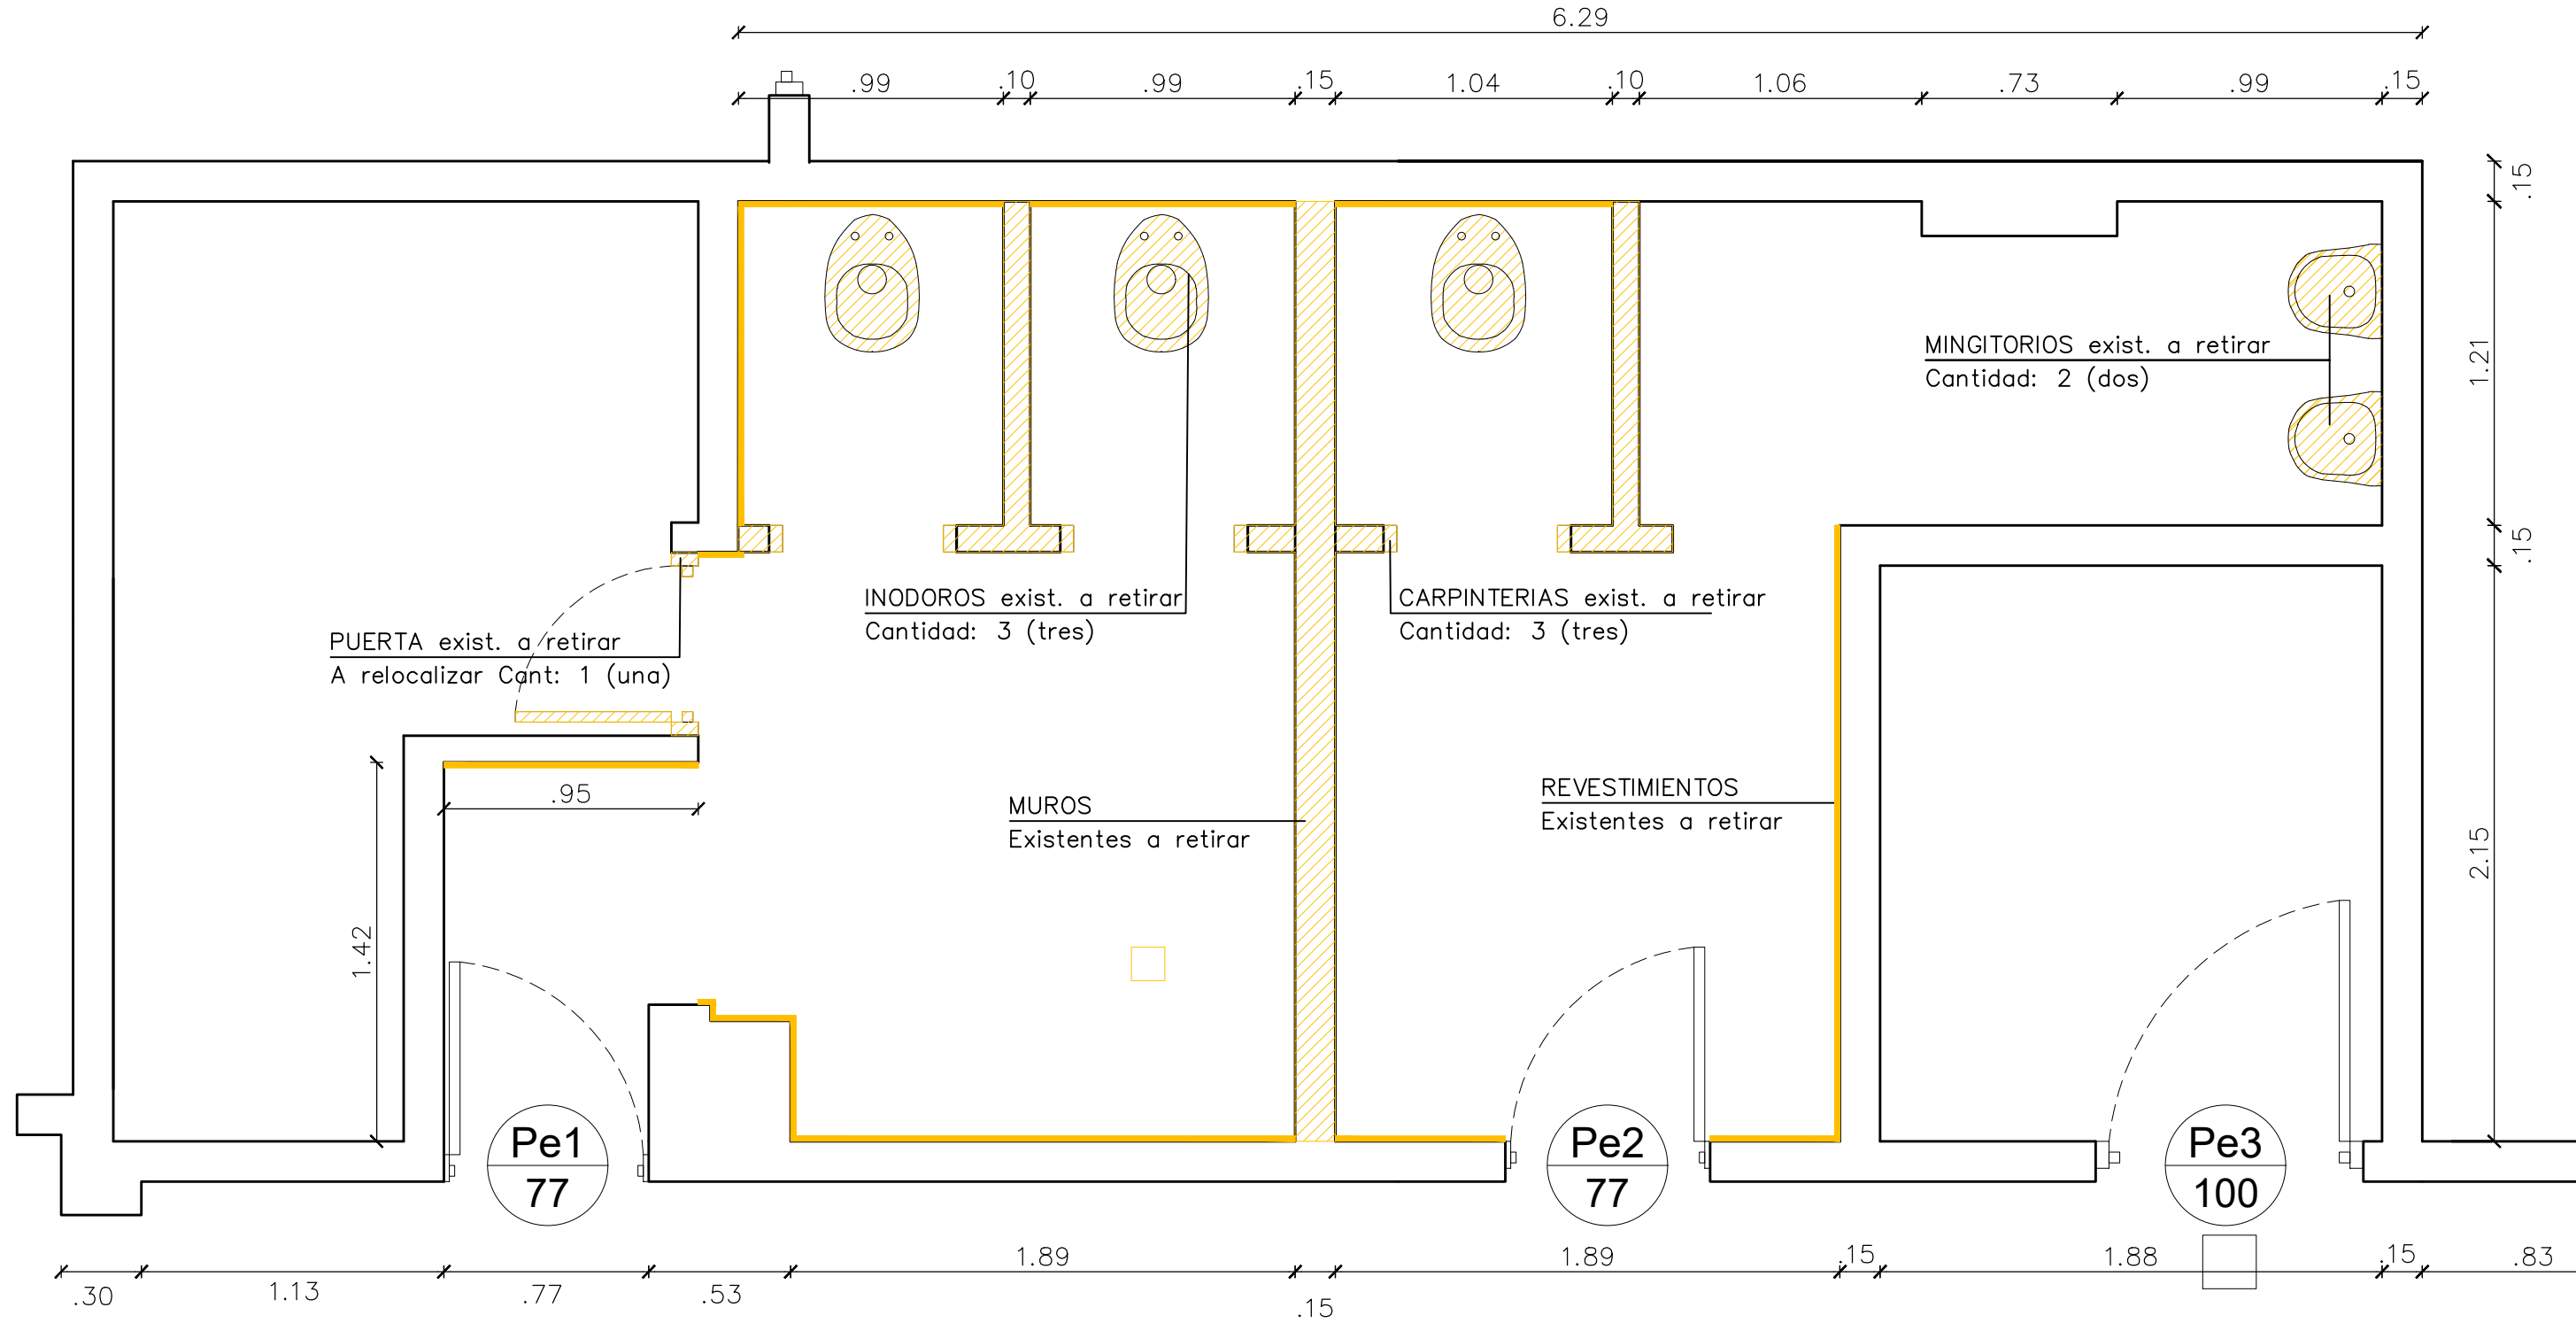 6.29
.99 .10 .99 .15 1.04 .10 1.06 .73 .99 .15
.15
MINGITORIOS exist. a retirar
Cantidad: 2 (dos)
1.21
.15
INODOROS exist. a retirar
Cantidad: 3 (tres)
CARPINTERIAS exist. a retirar
Cantidad: 3 (tres)
PUERTA exist. a retirar
A relocalizar Cant: 1 (una)
.95
MUROS
Existentes a retirar
REVESTIMIENTOS
Existentes a retirar
2.15
1.42
Pe1
77
Pe2
77
Pe3
100
.30 1.13 .77 .53 1.89 .15 1.89 .15 1.88 .15 .83